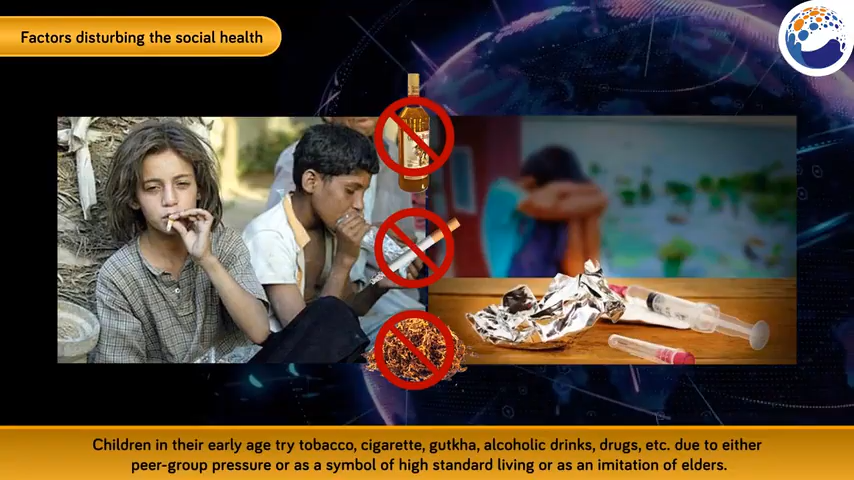 Factors disturbing the social health
Children in their early age try tobacco, cigarette, gutkha, alcoholic drinks, drugs, etc. due to either
peer-group pressure or as a symbol of high standard living or as an imitation of elders.